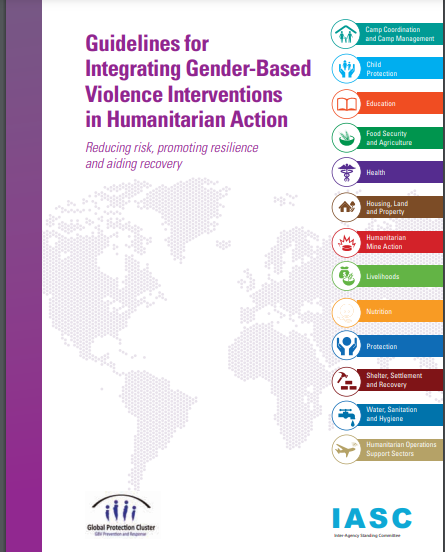 Guidelines for
Integrating Gender-Based
Violence Interventions
in Humanitarian Action
Reducing risk, promoting resilience
and aiding recovery
Camp Coordination
and Camp Management
Child
Protection
Education
Food Security
and Agriculture
Health
Housing, Land
and Property
Humanitarian
Mine Action
Livelihoods
Nutrition
Protection
Shelter, Settlement
and Recovery
Water, Sanitation
and Hygiene
Humanitarian Operations
Support Sectors
Global Protection Cluster
GBV Prevention and Response
IASC
Inter-Agency Standing Committee